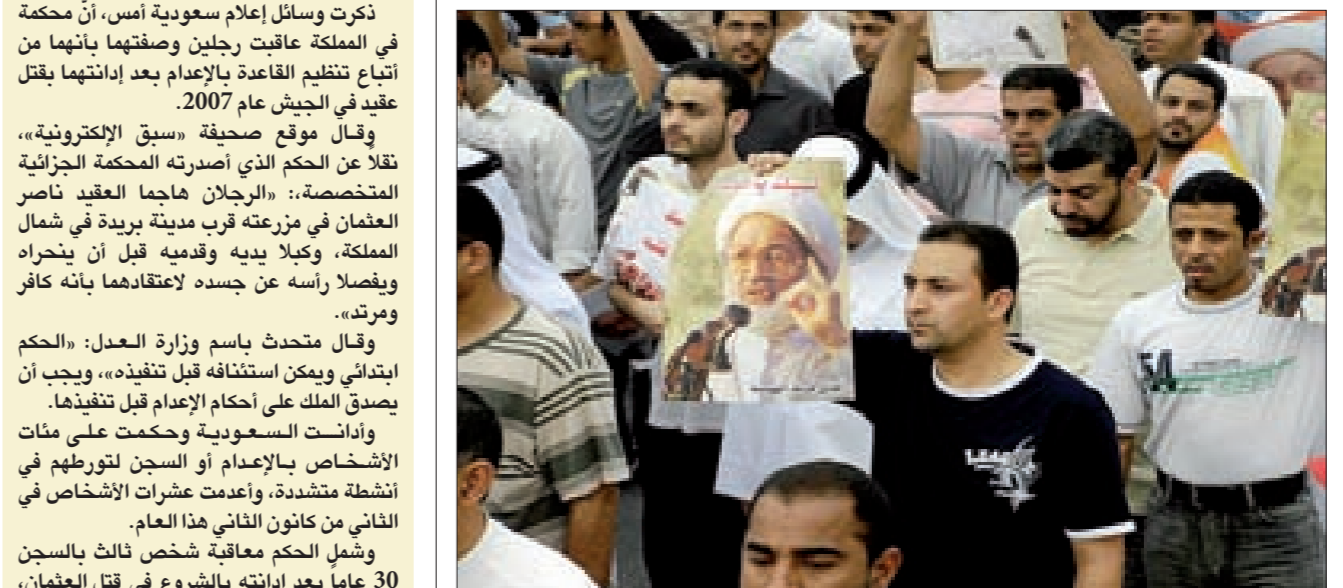 ذكرت وسائل إعلام سعودية أمس، أنّ محكمة
في المملكة عاقبت رجلين وصفتهما بأنهما من
أتباع تنظيم القاعدة بالإعدام بعد إدانتهما بقتل
عقيد في الجيش عام 2007.
وقال موقع صحيفة «سبق الإلكترونية»،
نقلاً عن الحكم الذي أصدرته المحكمة الجزائية
المتخصصة،: «الرجلان هاجما العقيد ناصر
العثمان في مزرعته قرب مدينة بريدة في شمال
المملكة، وكبلا يديه وقدميه قبل أن ينحراه
ويفصلا رأسه عن جسده لاعتقادهما بأنه كافر
ومرتد».
وقال متحدث باسم وزارة العدل: «الحكم
ابتدائي ويمكن استئنافه قبل تنفيذه»، ويجب أن
يصدق الملك على أحكام الإعدام قبل تنفيذها.
وأدانت السعودية وحكمت على مئات
الأشخاص بالإعدام أو السجن لتورطهم في
أنشطة متشددة، وأعدمت عشرات الأشخاص في
الثاني من كانون الثاني هذا العام.
وشمل الحكم معاقبة شخص ثالث بالسجن
30 عاماً بعد إدانته بالشروع في قتل العثمان،